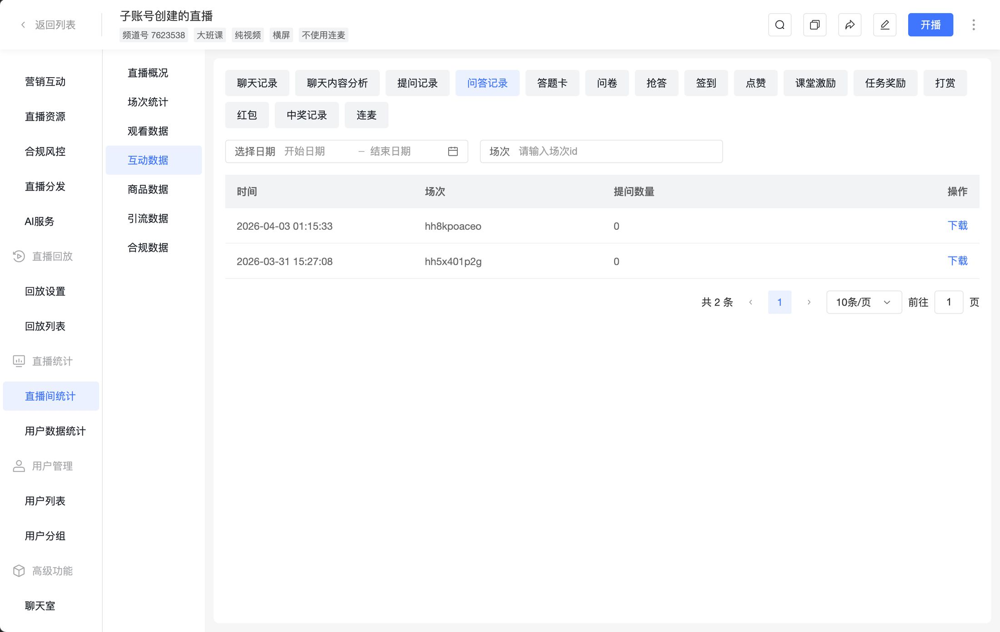 返回列表
子账号创建的直播
频道号 7623538 大班课 纯视频 横屏 不使用连麦
开播
营销互动
直播资源
合规风控
直播分发
AI服务
直播回放
回放设置
回放列表
直播统计
直播间统计
用户数据统计
用户管理
用户列表
用户分组
高级功能
聊天室
直播概况
场次统计
观看数据
互动数据
商品数据
引流数据
合规数据
聊天记录 聊天内容分析 提问记录 问答记录 答题卡 问卷 抢答 签到 点赞 课堂激励 任务奖励 打赏
红包 中奖记录 连麦
选择日期 开始日期 – 结束日期 场次 请输入场次id
时间 场次 提问数量 操作
2026-04-03 01:15:33 hh8kpoaceo 0 下载
2026-03-31 15:27:08 hh5x401p2g 0 下载
共 2 条 1 10条/页 前往 1 页